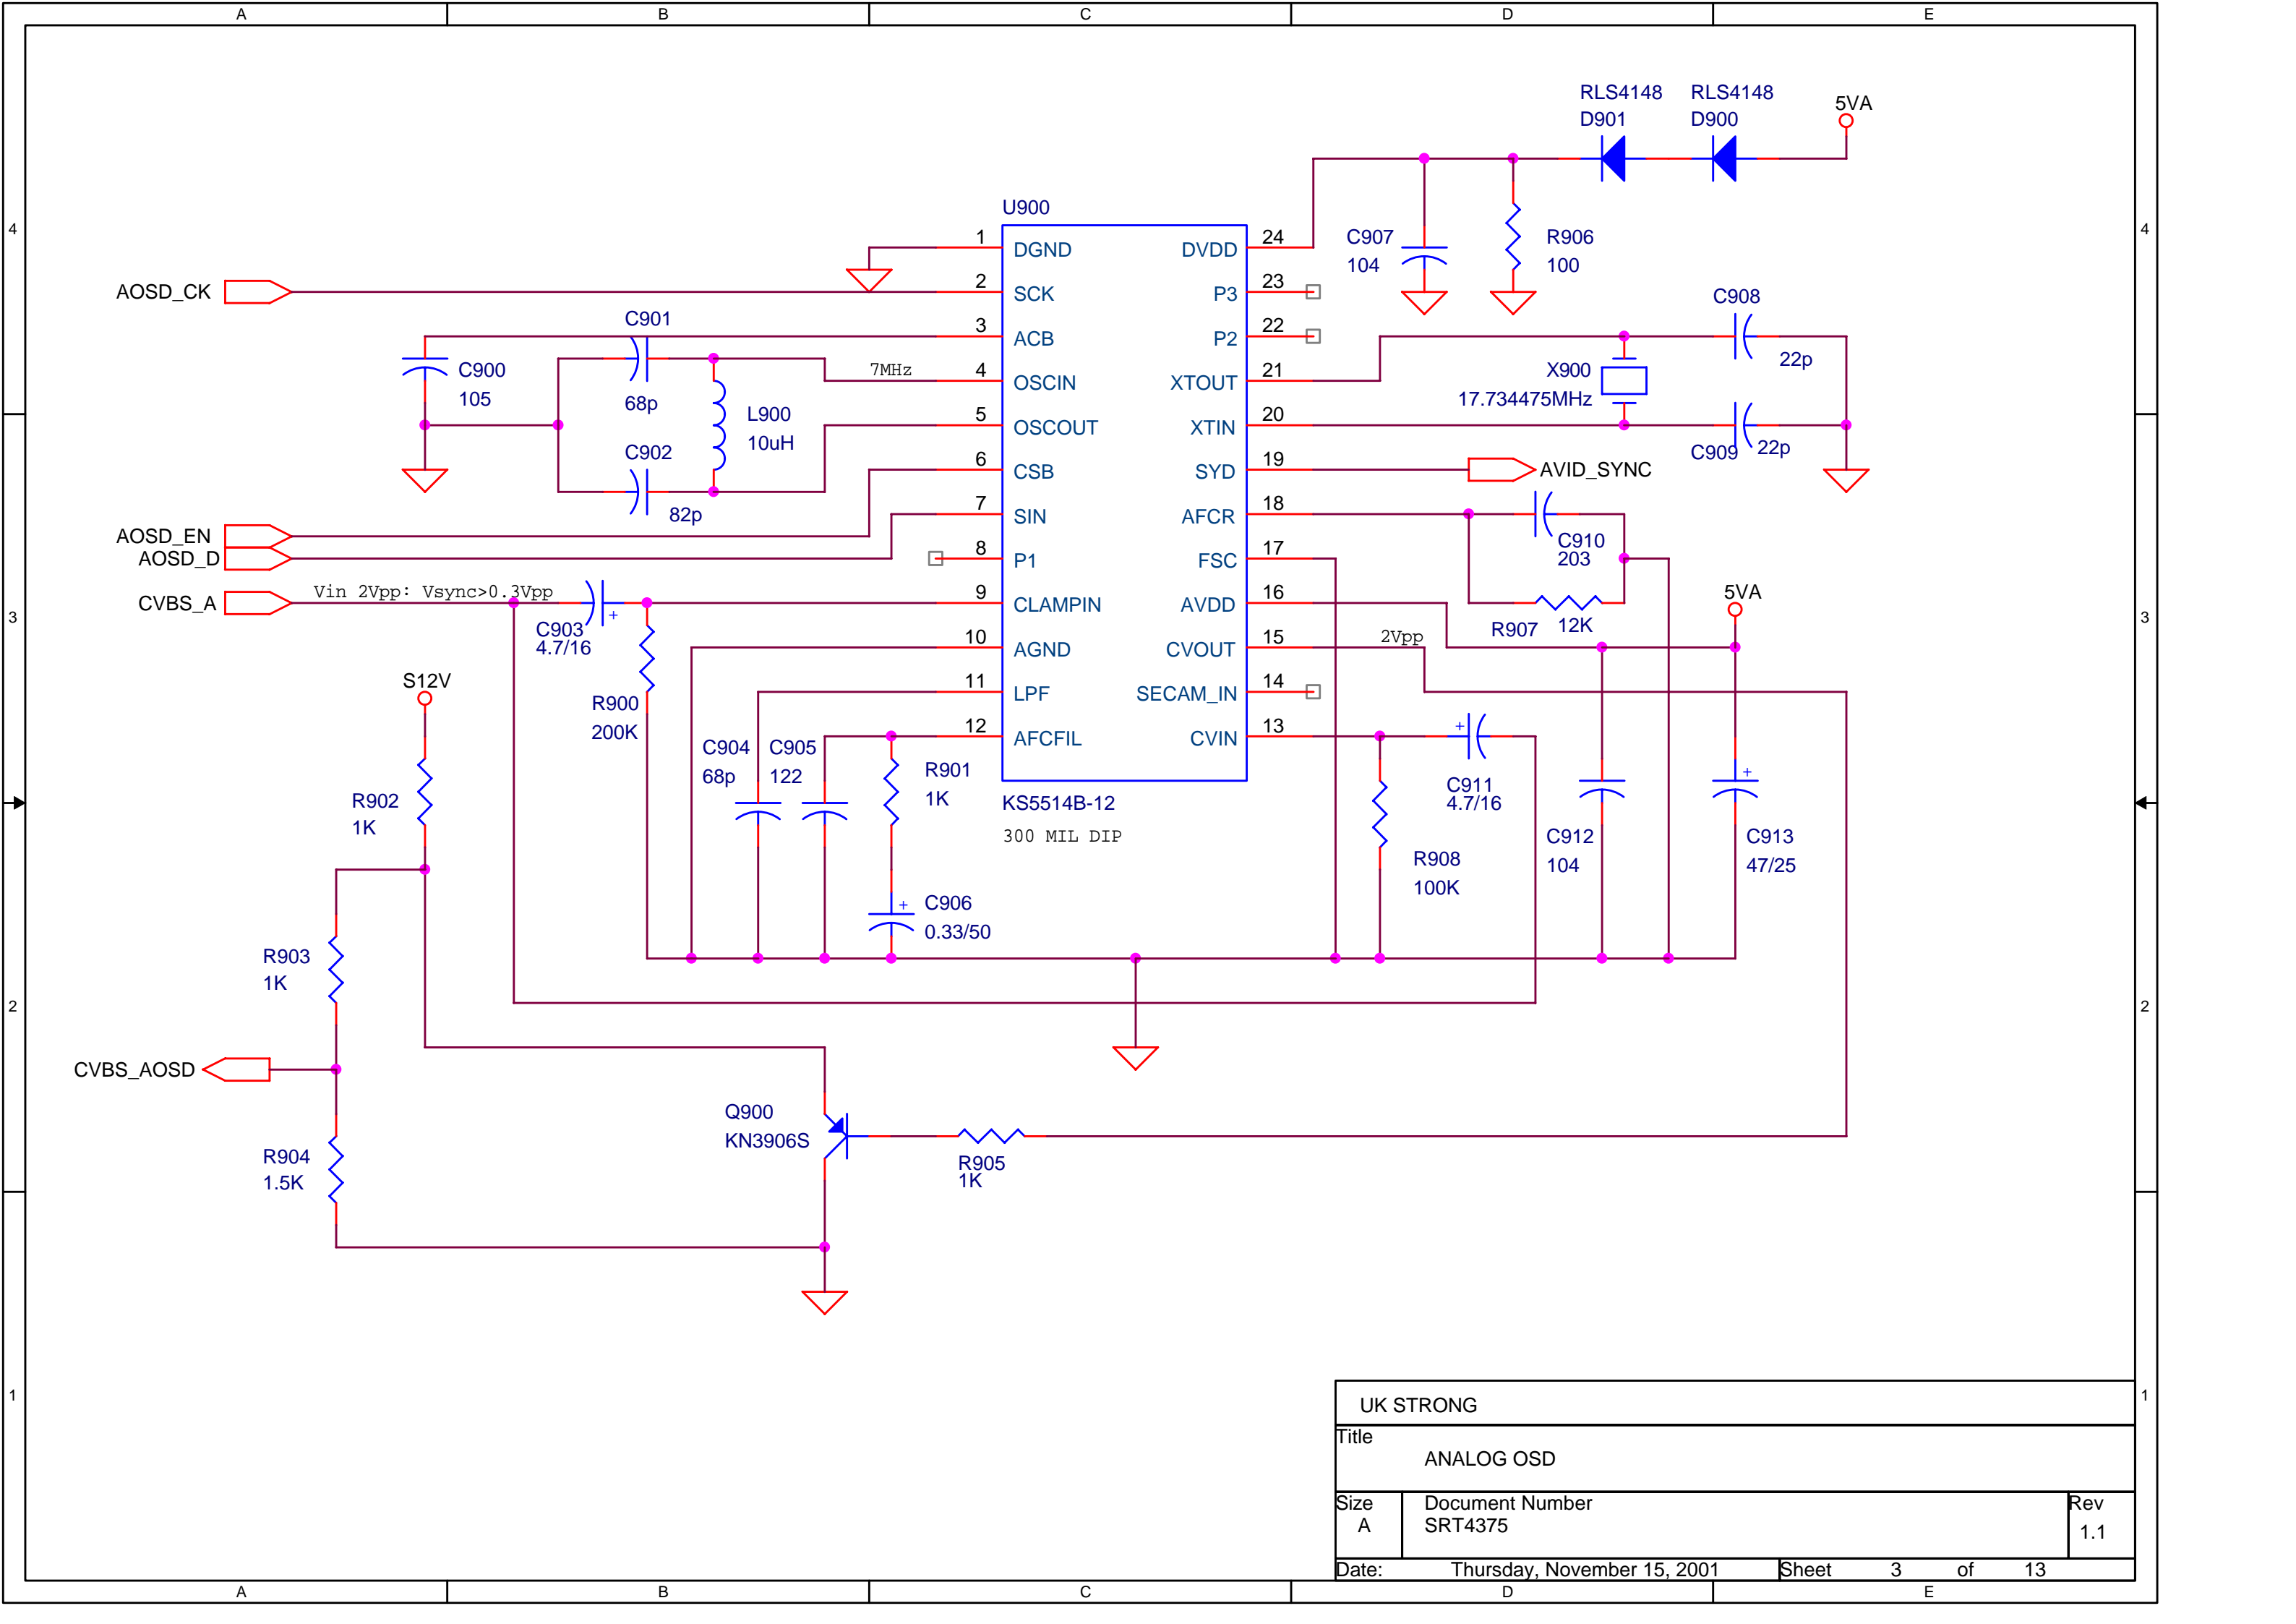 A B C D E
RLS4148 RLS4148
D901 D900
5VA
U900
4 4
1 DGND DVDD 24
C907
104
R906
100
AOSD_CK
2 SCK P3 23
C908
22p
C901
68p
3 ACB P2 22
C900
105
7MHz
4 OSCIN XTOUT 21
X900
17.734475MHz
L900
10uH
5 OSCOUT XTIN 20
C909 22p
C902
82p
6 CSB SYD 19
AVID_SYNC
7 SIN AFCR 18
AOSD_EN
AOSD_D
C910
203
8 P1 FSC 17
CVBS_A
Vin 2Vpp: Vsync>0.3Vpp
9 CLAMPIN AVDD 16
5VA
3 3
+
C903
4.7/16
R907 12K
10 AGND CVOUT 15
2Vpp
S12V
11 LPF SECAM_IN 14
R900
200K
12 AFCFIL CVIN 13
+
C904
68p
C905
122
R901
1K
C911
4.7/16
+
R902
1K
KS5514B-12
300 MIL DIP
C912
104
C913
47/25
R908
100K
+
C906
0.33/50
R903
1K
2 2
CVBS_AOSD
Q900
KN3906S
R904
1.5K
R905
1K
1 1
UK STRONG
Title
ANALOG OSD
Size
A
Document Number
SRT4375
Rev
1.1
Date: Thursday, November 15, 2001 Sheet 3 of 13
A B C D E